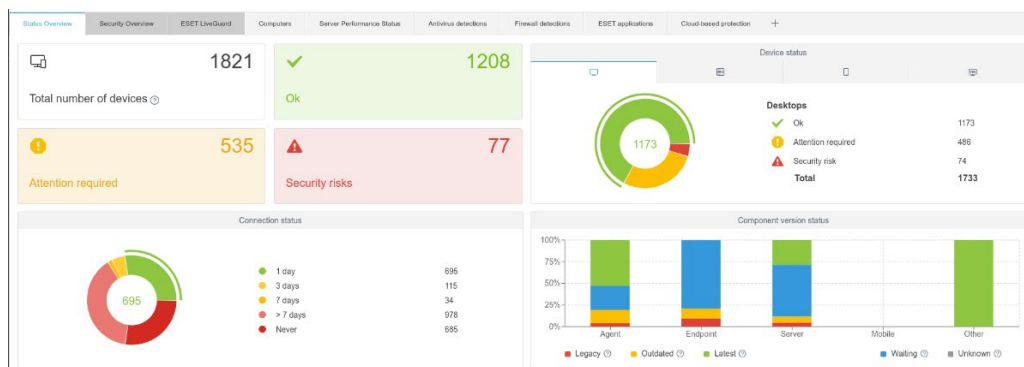 Status Overview
Security Overview
ESET LiveGuard
Computers
Server Performance Status
Antivirus detections
Firewall detections
ESET applications
Cloud-based protection
1821
Total number of devices
1208
Ok
535
Attention required
77
Security risks
Device status
1173
Desktops
Ok 1173
Attention required 486
Security risk 74
Total 1733
Connection status
695
1 day 695
3 days 115
7 days 34
> 7 days 978
Never 685
Component version status
100%
75%
50%
25%
0%
Agent Endpoint Server Mobile Other
Legacy Outdated Latest Waiting Unknown